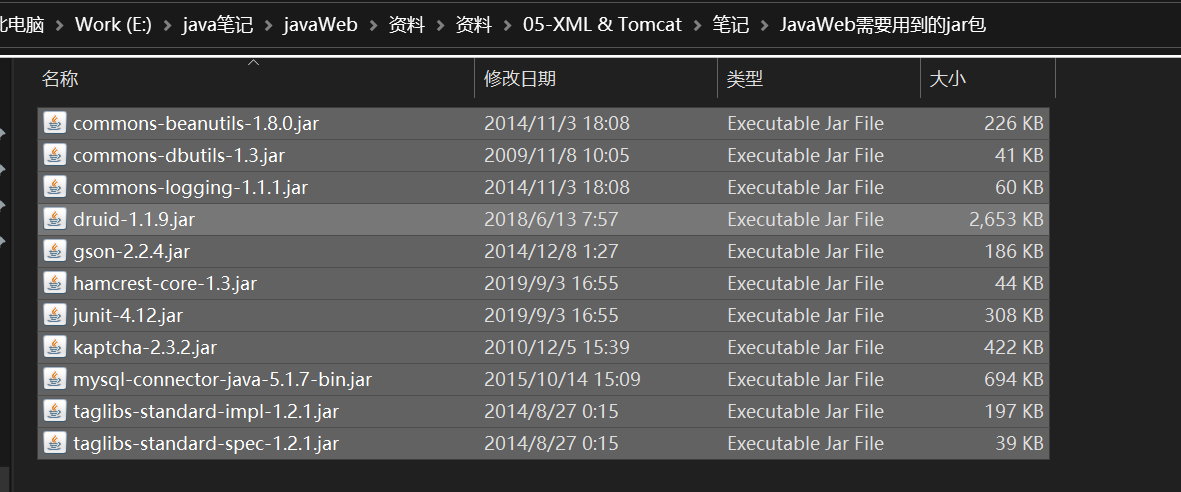 此电脑 Work (E:) java笔记 javaWeb 资料 资料 05-XML & Tomcat 笔记 JavaWeb需要用到的jar包
名称 修改日期 类型 大小
commons-beanutils-1.8.0.jar 2014/11/3 18:08 Executable Jar File 226 KB
commons-dbutils-1.3.jar 2009/11/8 10:05 Executable Jar File 41 KB
commons-logging-1.1.1.jar 2014/11/3 18:08 Executable Jar File 60 KB
druid-1.1.9.jar 2018/6/13 7:57 Executable Jar File 2,653 KB
gson-2.2.4.jar 2014/12/8 1:27 Executable Jar File 186 KB
hamcrest-core-1.3.jar 2019/9/3 16:55 Executable Jar File 44 KB
junit-4.12.jar 2019/9/3 16:55 Executable Jar File 308 KB
kaptcha-2.3.2.jar 2010/12/5 15:39 Executable Jar File 422 KB
mysql-connector-java-5.1.7-bin.jar 2015/10/14 15:09 Executable Jar File 694 KB
taglibs-standard-impl-1.2.1.jar 2014/8/27 0:15 Executable Jar File 197 KB
taglibs-standard-spec-1.2.1.jar 2014/8/27 0:15 Executable Jar File 39 KB